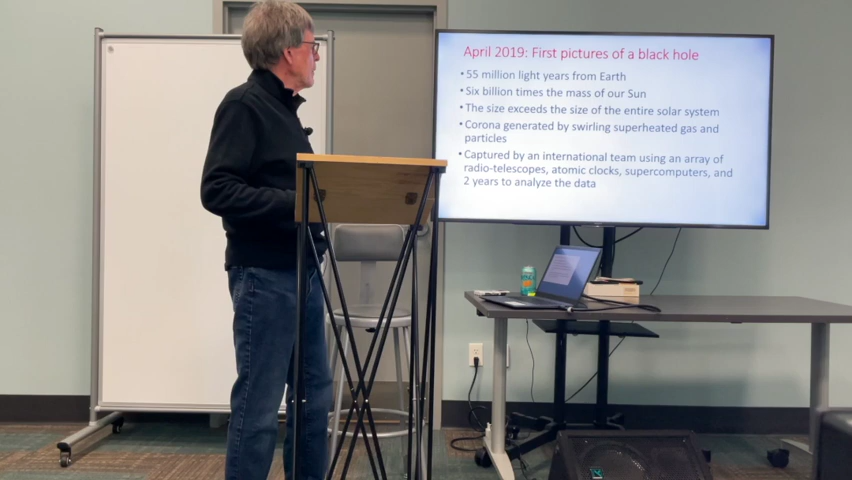 April 2019: First pictures of a black hole
• 55 million light years from Earth
• Six billion times the mass of our Sun
• The size exceeds the size of the entire solar system
• Corona generated by swirling superheated gas and
particles
• Captured by an international team using an array of
radio-telescopes, atomic clocks, supercomputers, and
2 years to analyze the data